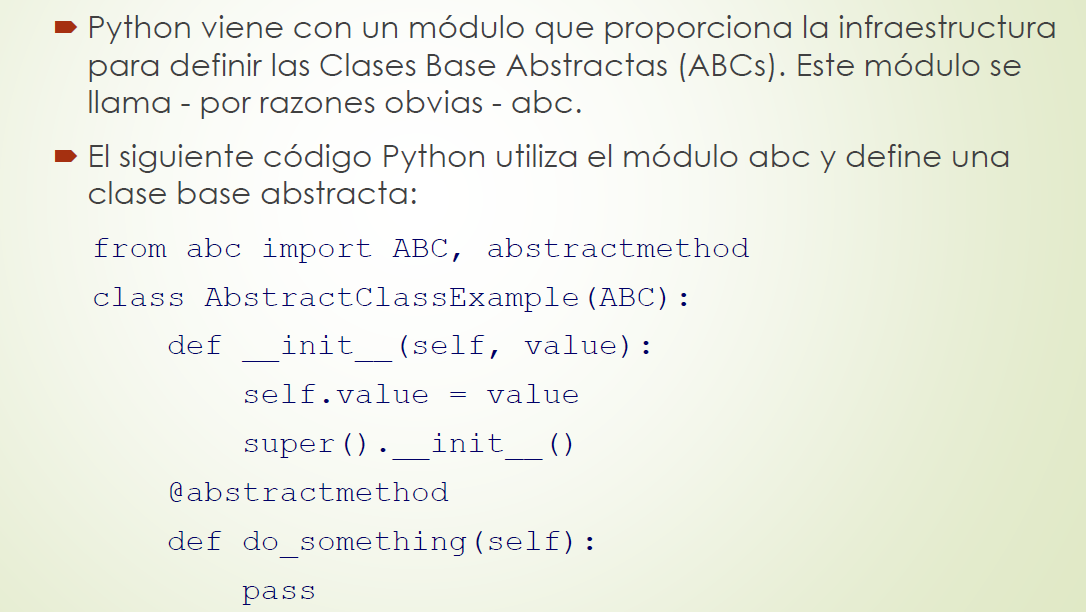 Python viene con un módulo que proporciona la infraestructura
para definir las Clases Base Abstractas (ABCs). Este módulo se
llama - por razones obvias - abc.
El siguiente código Python utiliza el módulo abc y define una
clase base abstracta:
from abc import ABC, abstractmethod
class AbstractClassExample(ABC):
    def __init__(self, value):
        self.value = value
        super().__init__()
    @abstractmethod
    def do_something(self):
        pass